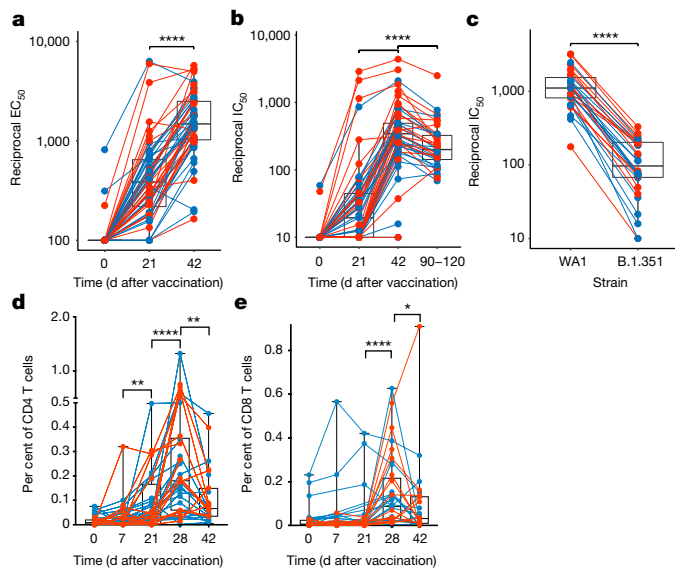 a
****
10,000
1,000
100
Reciprocal EC50
0 21 42
Time (d after vaccination)
b
****
10,000
1,000
100
10
Reciprocal IC50
0 21 42 90–120
Time (d after vaccination)
c
****
1,000
100
10
Reciprocal IC50
WA1 B.1.351
Strain
d
** **** **
2.0
1.5
1.0
0.5
0.5
0.4
0.3
0.2
0.1
0
Per cent of CD4 T cells
0 7 21 28 42
Time (d after vaccination)
e
**** *
0.8
0.6
0.4
0.2
0
Per cent of CD8 T cells
0 7 21 28 42
Time (d after vaccination)